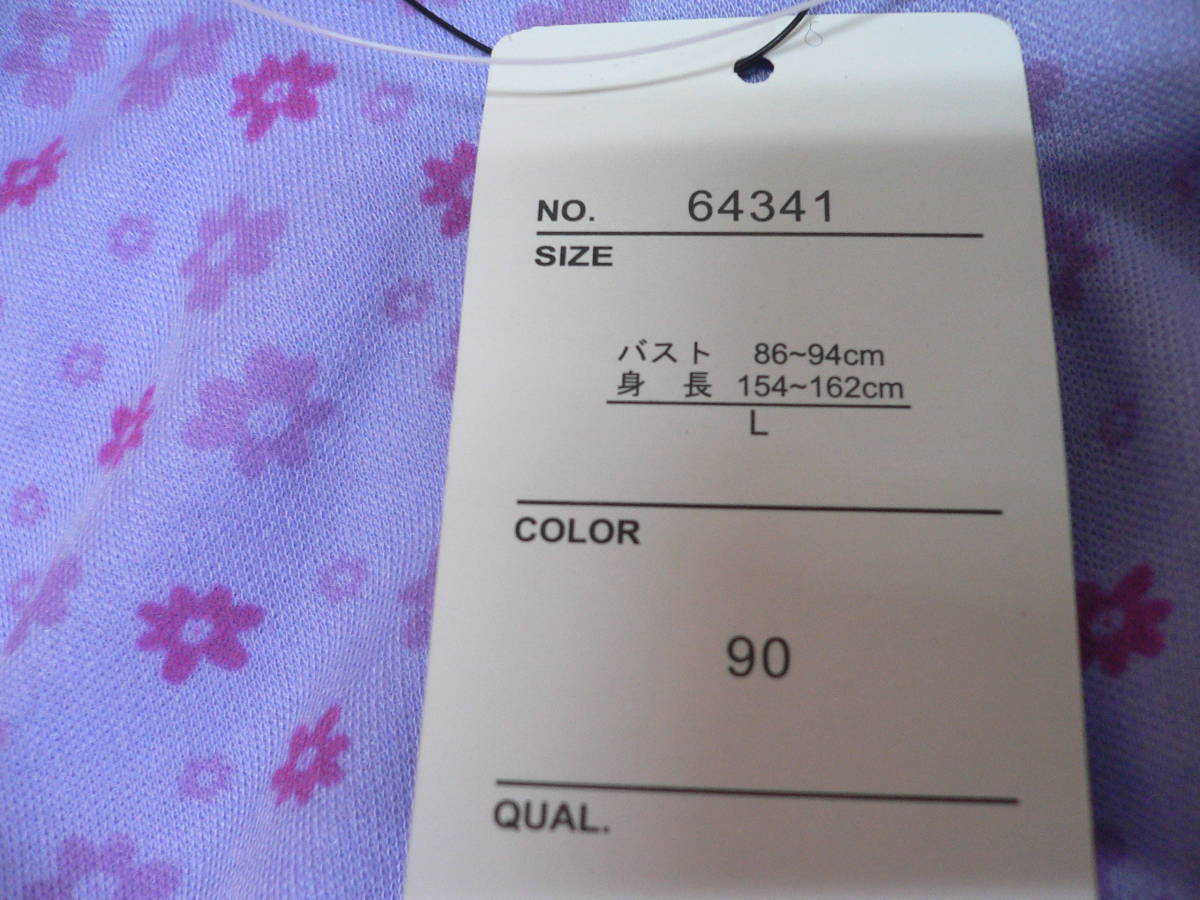 NO. 64341
SIZE
バスト 86~94cm
身 長 154~162cm
L
COLOR
90
QUAL.